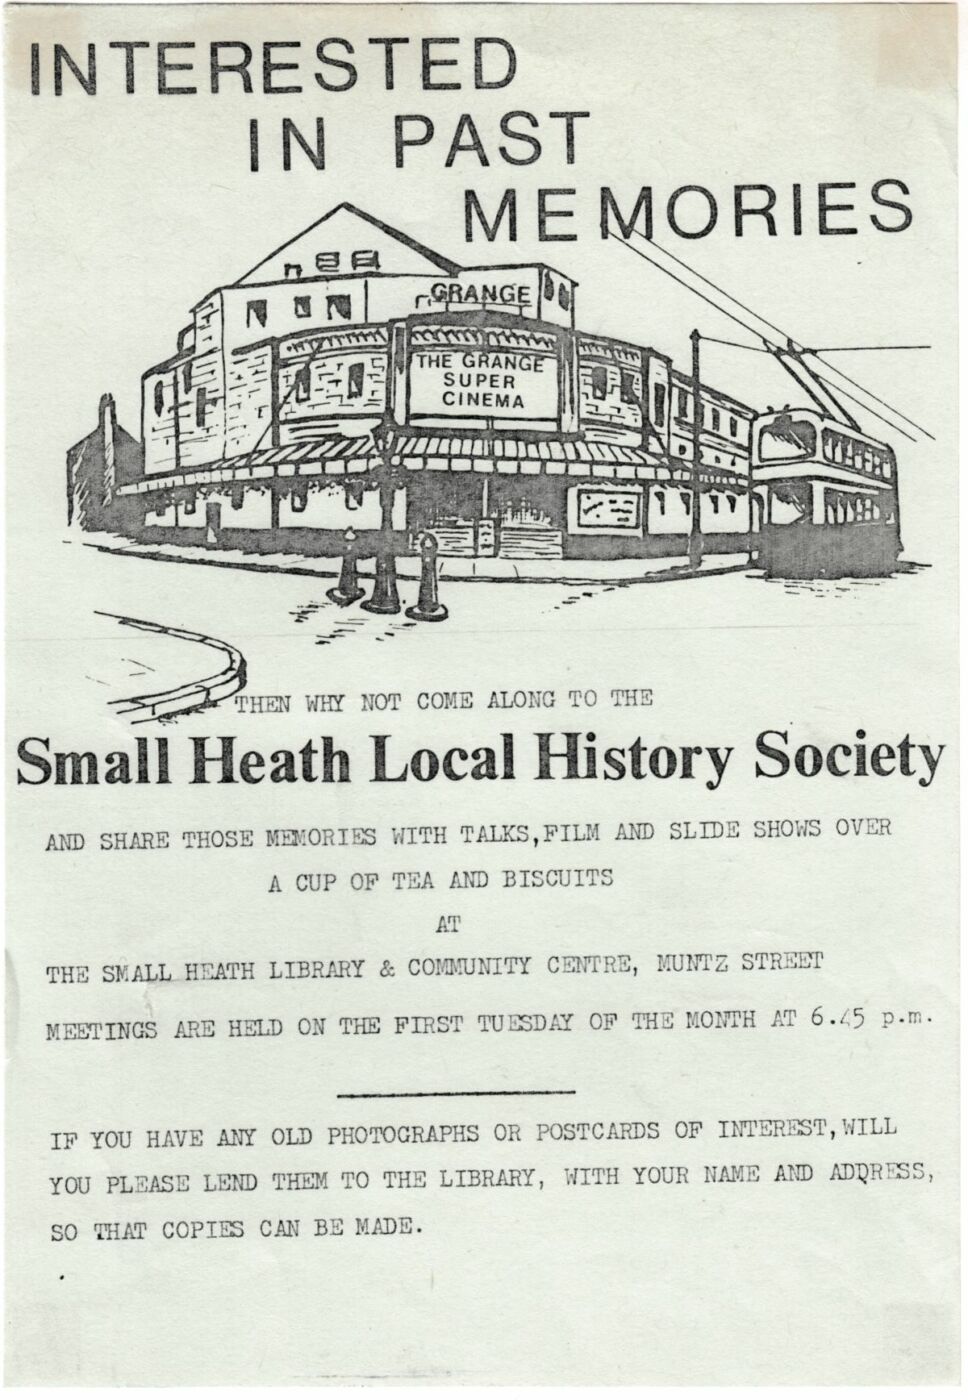 INTERESTED
IN PAST
MEMORIES
GRANGE
THE GRANGE
SUPER
CINEMA
THEN WHY NOT COME ALONG TO THE
Small Heath Local History Society
AND SHARE THOSE MEMORIES WITH TALKS,FILM AND SLIDE SHOWS OVER
A CUP OF TEA AND BISCUITS
AT
THE SMALL HEATH LIBRARY & COMMUNITY CENTRE, MUNTZ STREET
MEETINGS ARE HELD ON THE FIRST TUESDAY OF THE MONTH AT 6.45 p.m.
IF YOU HAVE ANY OLD PHOTOGRAPHS OR POSTCARDS OF INTEREST,WILL
YOU PLEASE LEND THEM TO THE LIBRARY, WITH YOUR NAME AND ADDRESS,
SO THAT COPIES CAN BE MADE.